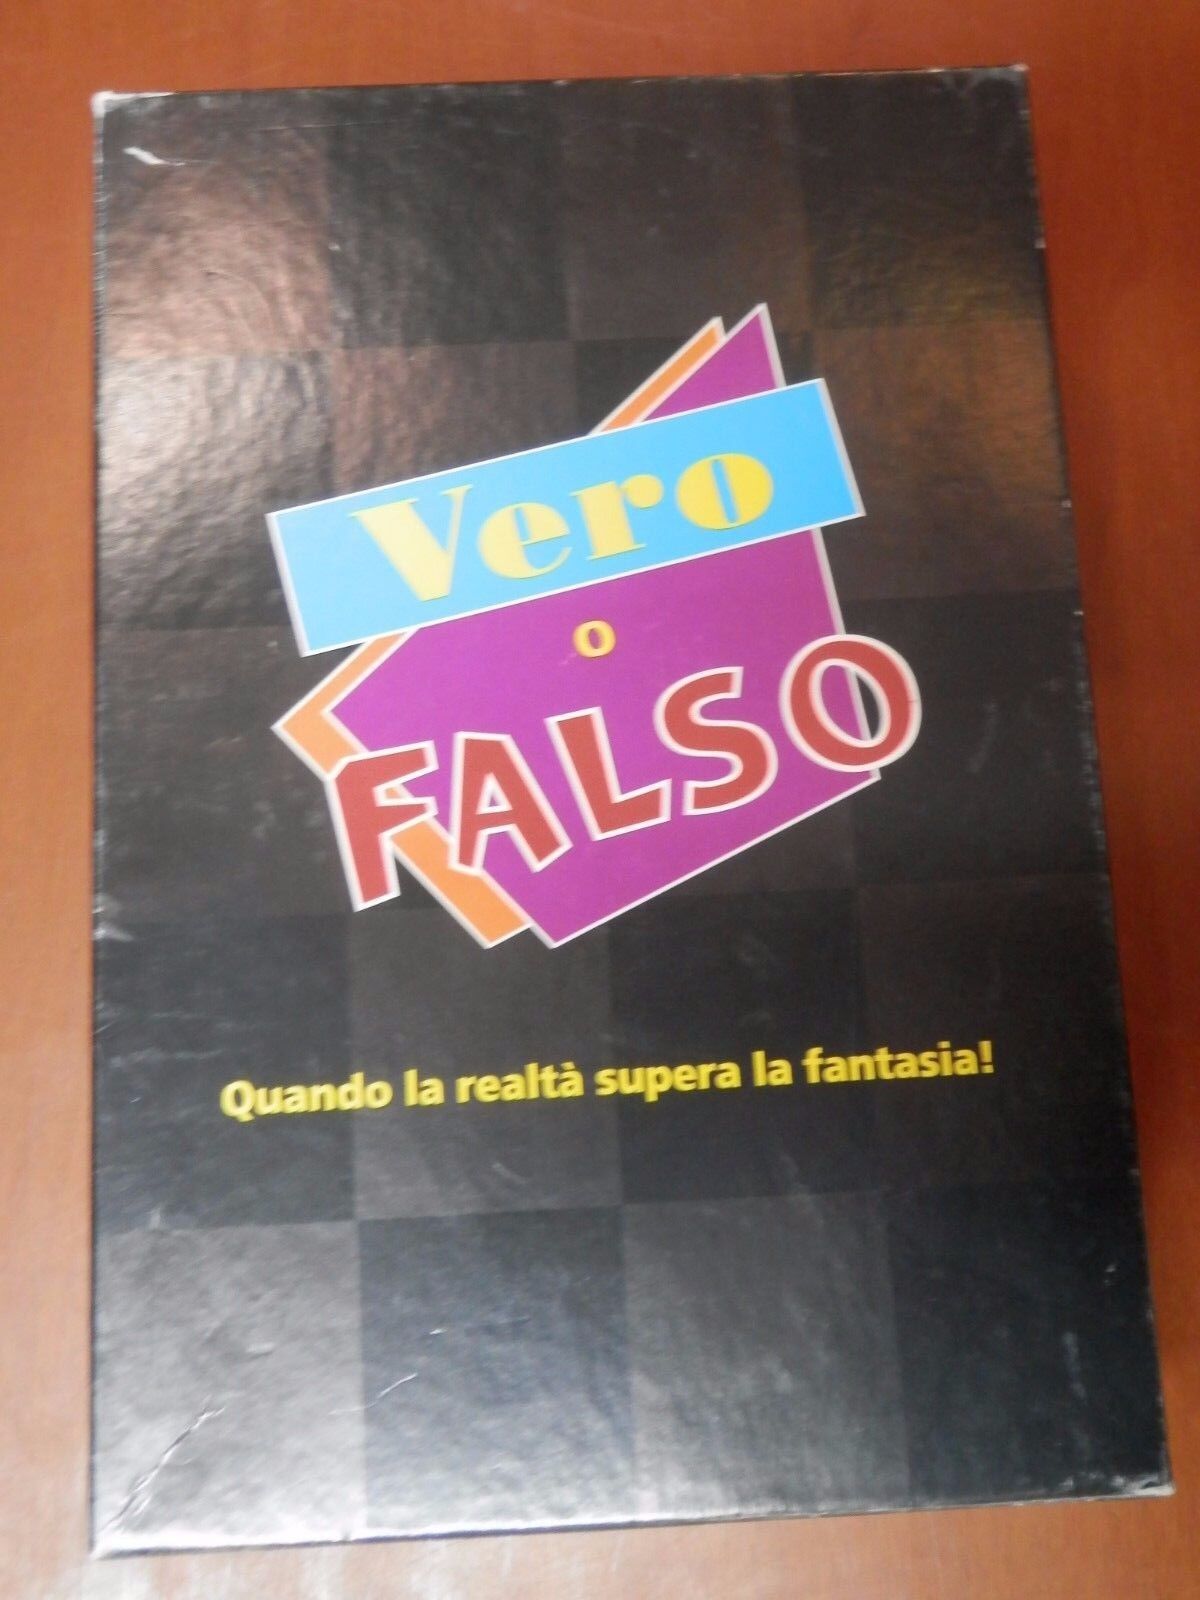 Vero
o
FALSO
Quando la realtà supera la fantasia!